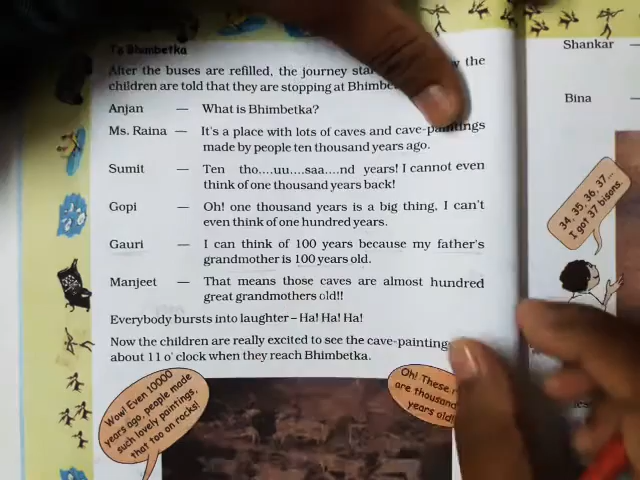 To Bhimbetka
After the buses are refilled, the journey the
children are told that they are stopping at
Anjan — What is Bhimbetka?
Ms. Raina — It's a place with lots of caves and cave-paintings
made by people ten thousand years ago.
Sumit — Ten tho....uu....saa....nd years! I cannot even
think of one thousand years back!
Gopi — Oh! one thousand years is a big thing, I can't
even think of one hundred years.
Gauri — I can think of 100 years because my father's
grandmother is 100 years old.
Manjeet — That means those caves are almost hundred
great grandmothers old!!
Everybody bursts into laughter – Ha! Ha! Ha!
Now the children are really excited to see the
about 11 o' clock when they reach Bhimbetka.
Wow! Even 10000
years ago, people made
such lovely paintings,
that too on rocks!
Oh! These
are
years old!
Shankar —
Bina —
34, 35, 36, 37...
I got 37 bisons.